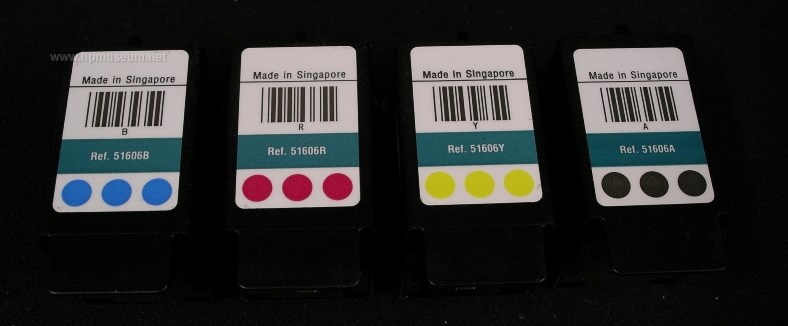 www.hpmuseum.net
Made in Singapore
B
Ref. 51606B
Made in Singapore
R
Ref. 51606R
Made in Singapore
Y
Ref. 51606Y
Made in Singapore
A
Ref. 51606A